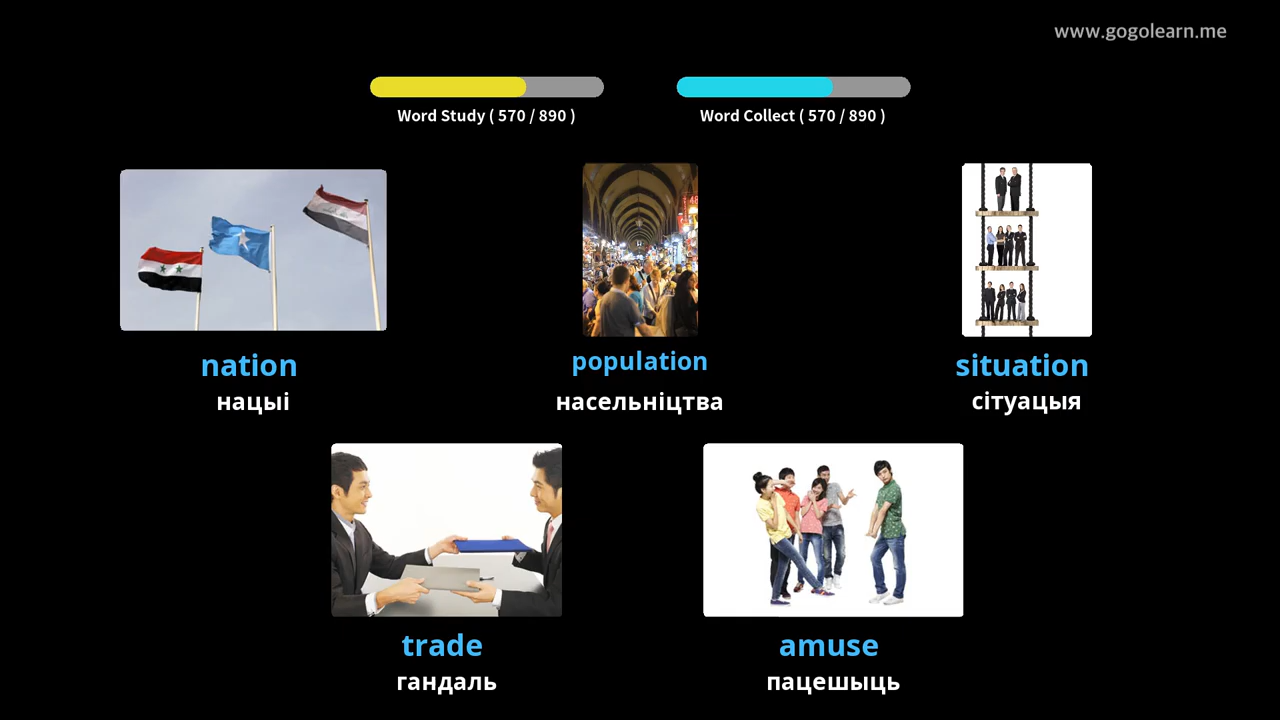 www.gogolearn.me
Word Study ( 570 / 890 )
Word Collect ( 570 / 890 )
nation
нацыі
population
насельніцтва
situation
сітуацыя
trade
гандаль
amuse
пацешыць